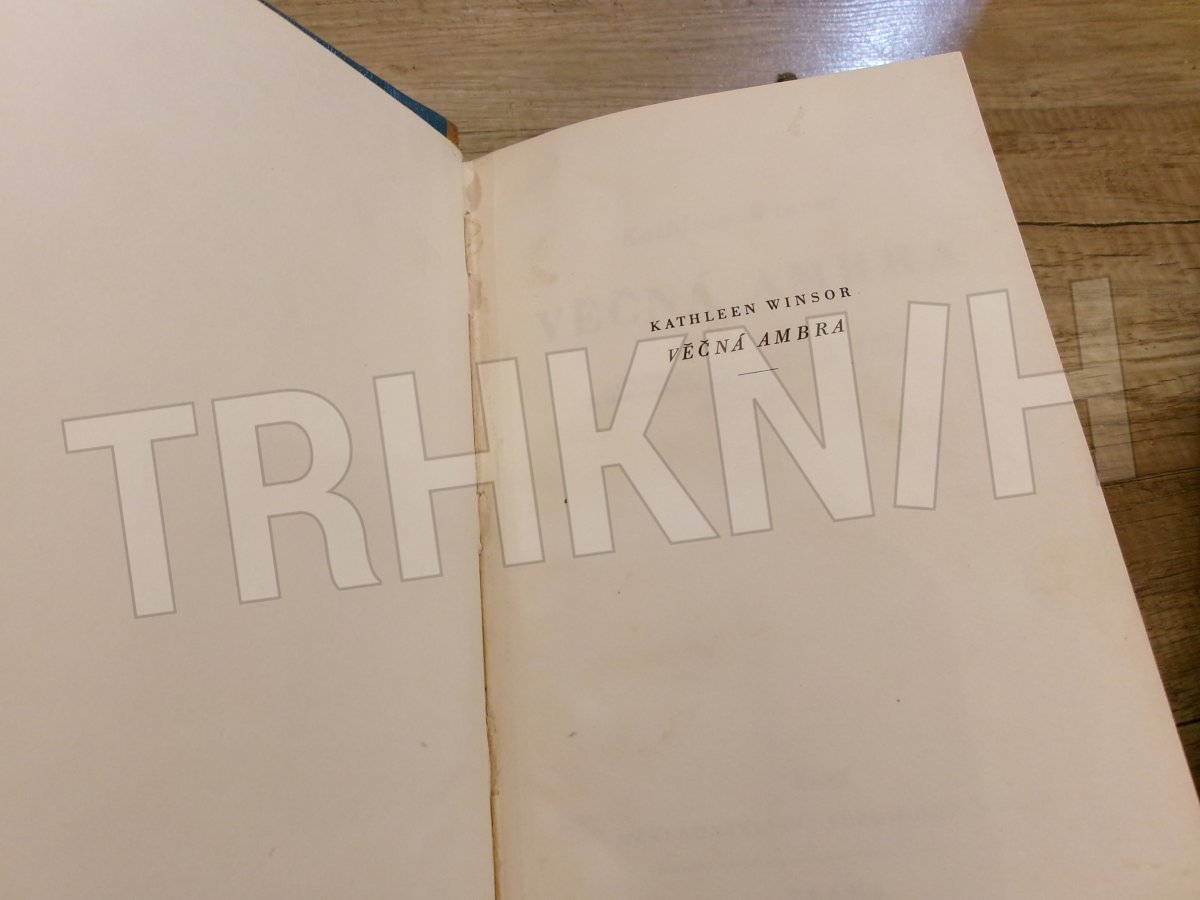 KATHLEEN WINSOR
VĚČNÁ AMBRA
TRHKNIH